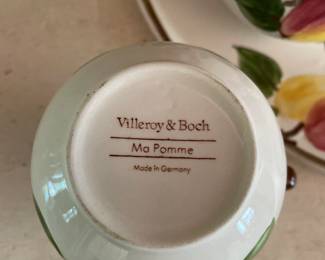 Villeroy & Boch
Ma Pomme
Made in Germany